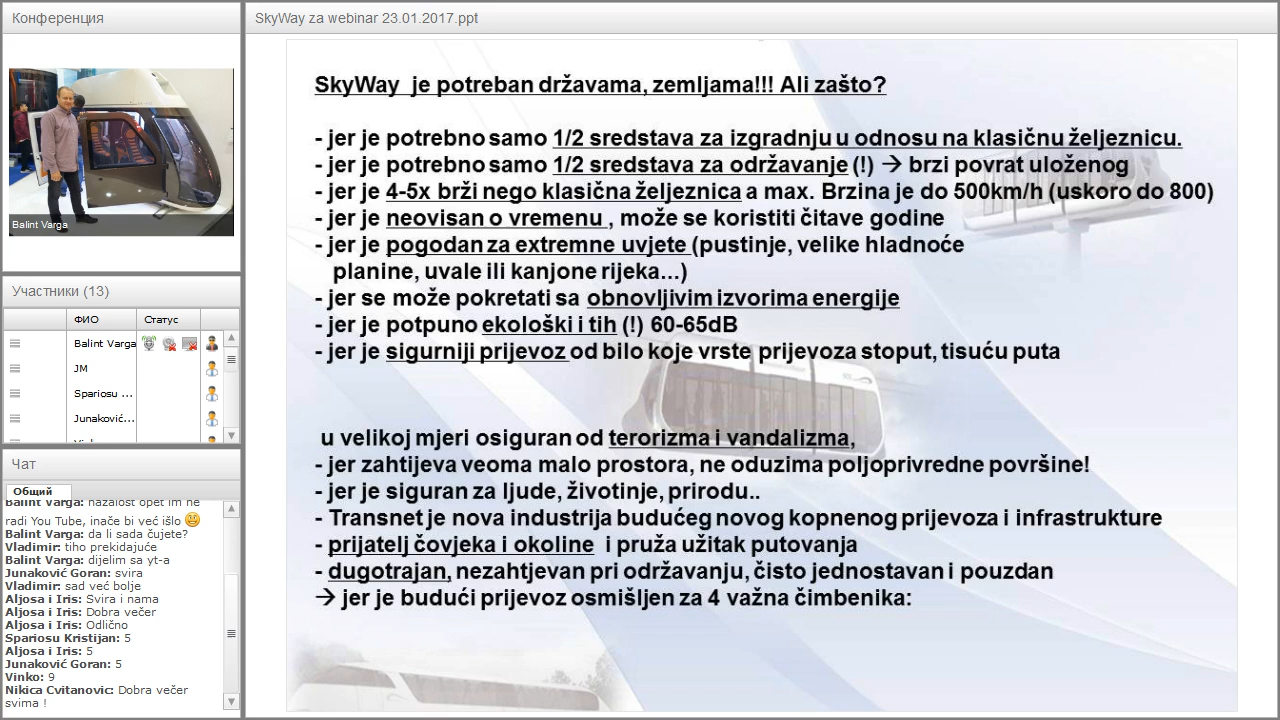 Конференция
Balint Varga
Участники (13)
ФИО
Статус
Balint Varga
JM
Spariosu ...
Junaković...
Чат
Общий
Balint Varga: nazalost opet im ne
radi You Tube, inače bi već išlo
Balint Varga: da li sada čujete?
Vladimir: tiho prekidajuće
Balint Varga: dijelim sa yt-a
Junaković Goran: svira
Vladimir: sad već bolje
Aljosa i Iris: Svira i nama
Aljosa i Iris: Dobra večer
Aljosa i Iris: Odlično
Spariosu Kristijan: 5
Aljosa i Iris: 5
Junaković Goran: 5
Vinko: 9
Nikica Cvitanovic: Dobra večer
svima !
SkyWay za webinar 23.01.2017.ppt
SkyWay je potreban državama, zemljama!!! Ali zašto?
- jer je potrebno samo 1/2 sredstava za izgradnju u odnosu na klasičnu željeznicu.
- jer je potrebno samo 1/2 sredstava za održavanje (!) → brzi povrat uloženog
- jer je 4-5x brži nego klasična željeznica a max. Brzina je do 500km/h (uskoro do 800)
- jer je neovisan o vremenu , može se koristiti čitave godine
- jer je pogodan za extremne uvjete (pustinje, velike hladnoće
planine, uvale ili kanjone rijeka...)
- jer se može pokretati sa obnovljivim izvorima energije
- jer je potpuno ekološki i tih (!) 60-65dB
- jer je sigurniji prijevoz od bilo koje vrste prijevoza stoput, tisuću puta
u velikoj mjeri osiguran od terorizma i vandalizma,
- jer zahtijeva veoma malo prostora, ne oduzima poljoprivredne površine!
- jer je siguran za ljude, životinje, prirodu..
- Transnet je nova industrija budućeg novog kopnenog prijevoza i infrastrukture
- prijatelj čovjeka i okoline i pruža užitak putovanja
- dugotrajan, nezahtjevan pri održavanju, čisto jednostavan i pouzdan
→ jer je budući prijevoz osmišljen za 4 važna čimbenika: